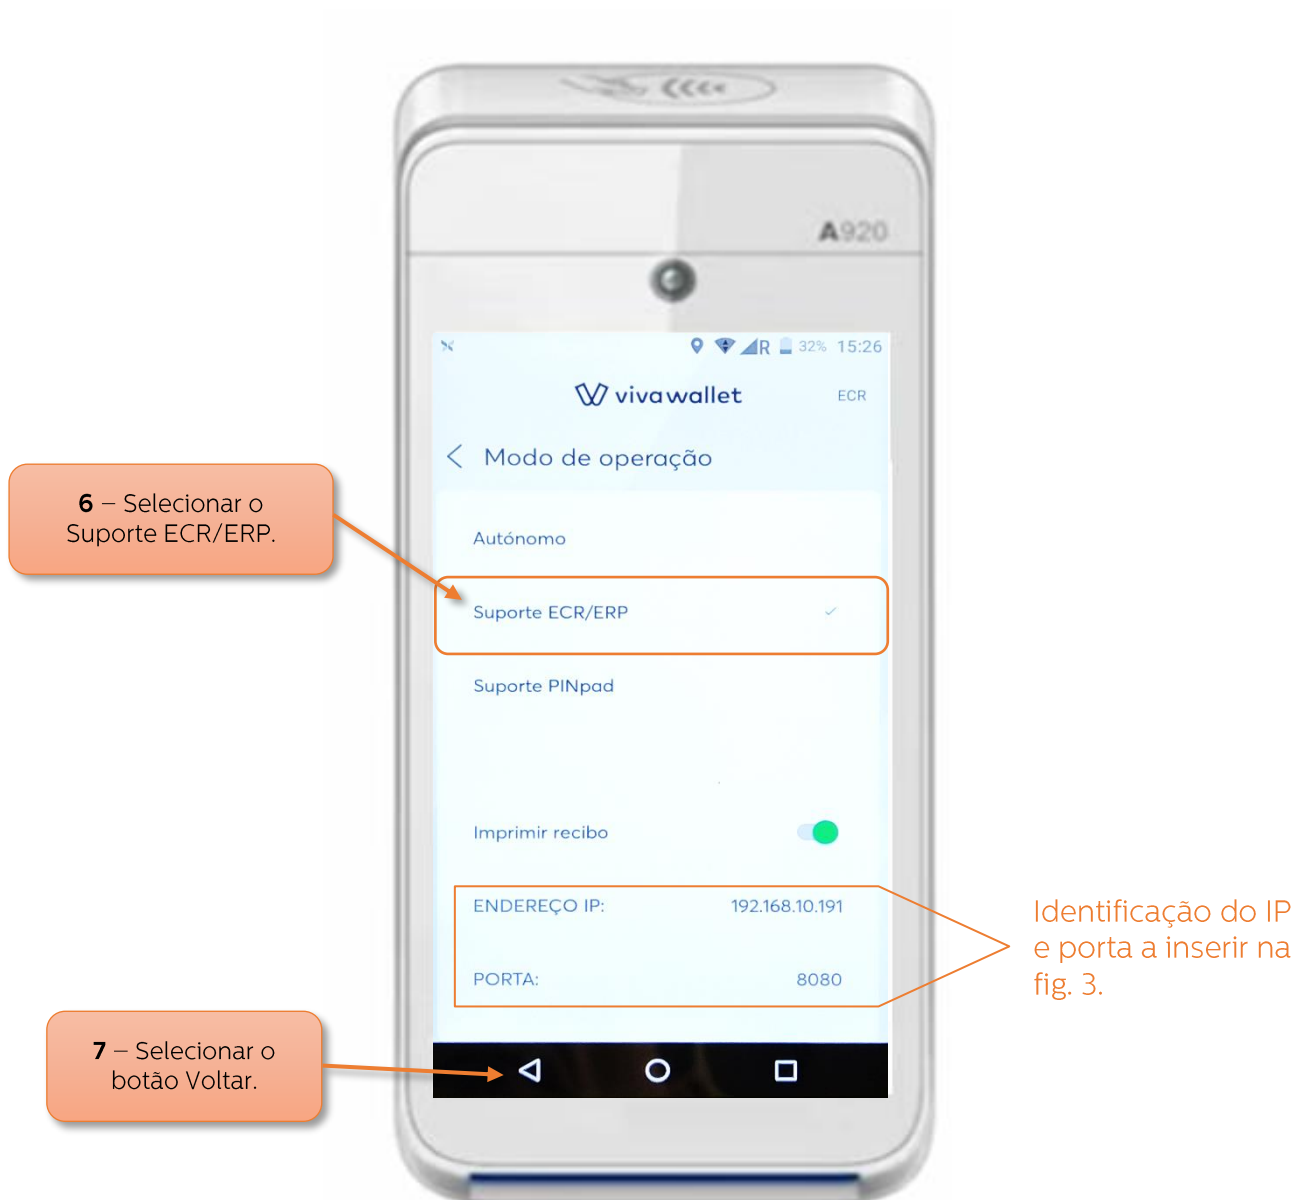 A920
R 32% 15:26
vivawallet ECR
Modo de operação
6 – Selecionar o
Suporte ECR/ERP.
Autónomo
Suporte ECR/ERP
Suporte PINpad
Imprimir recibo
ENDEREÇO IP: 192.168.10.191
PORTA: 8080
Identificação do IP
e porta a inserir na
fig. 3.
7 – Selecionar o
botão Voltar.